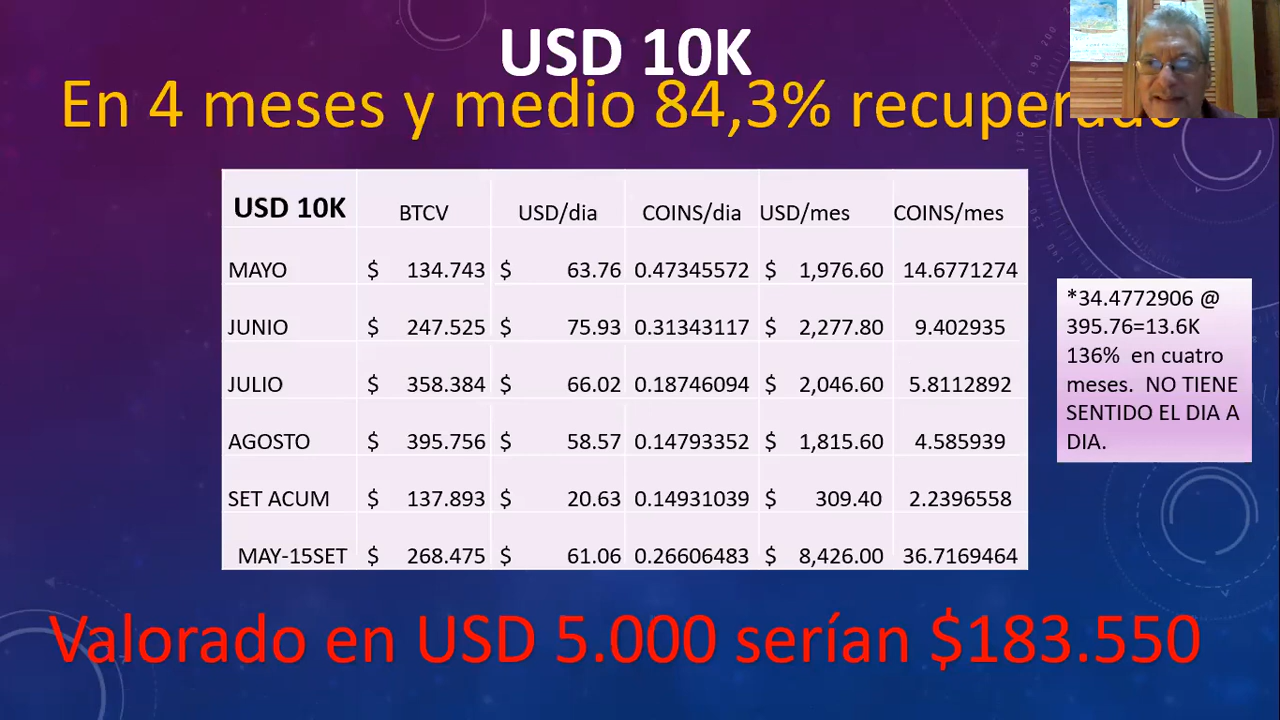 USD 10K
En 4 meses y medio 84,3% recuperado
USD 10K BTCV USD/dia COINS/dia USD/mes COINS/mes
MAYO $ 134.743 $ 63.76 0.47345572 $ 1,976.60 14.6771274
JUNIO $ 247.525 $ 75.93 0.31343117 $ 2,277.80 9.402935
JULIO $ 358.384 $ 66.02 0.18746094 $ 2,046.60 5.8112892
AGOSTO $ 395.756 $ 58.57 0.14793352 $ 1,815.60 4.585939
SET ACUM $ 137.893 $ 20.63 0.14931039 $ 309.40 2.2396558
MAY-15SET $ 268.475 $ 61.06 0.26606483 $ 8,426.00 36.7169464
*34.4772906 @
395.76=13.6K
136% en cuatro
meses. NO TIENE
SENTIDO EL DIA A
DIA.
Valorado en USD 5.000 serían $183.550